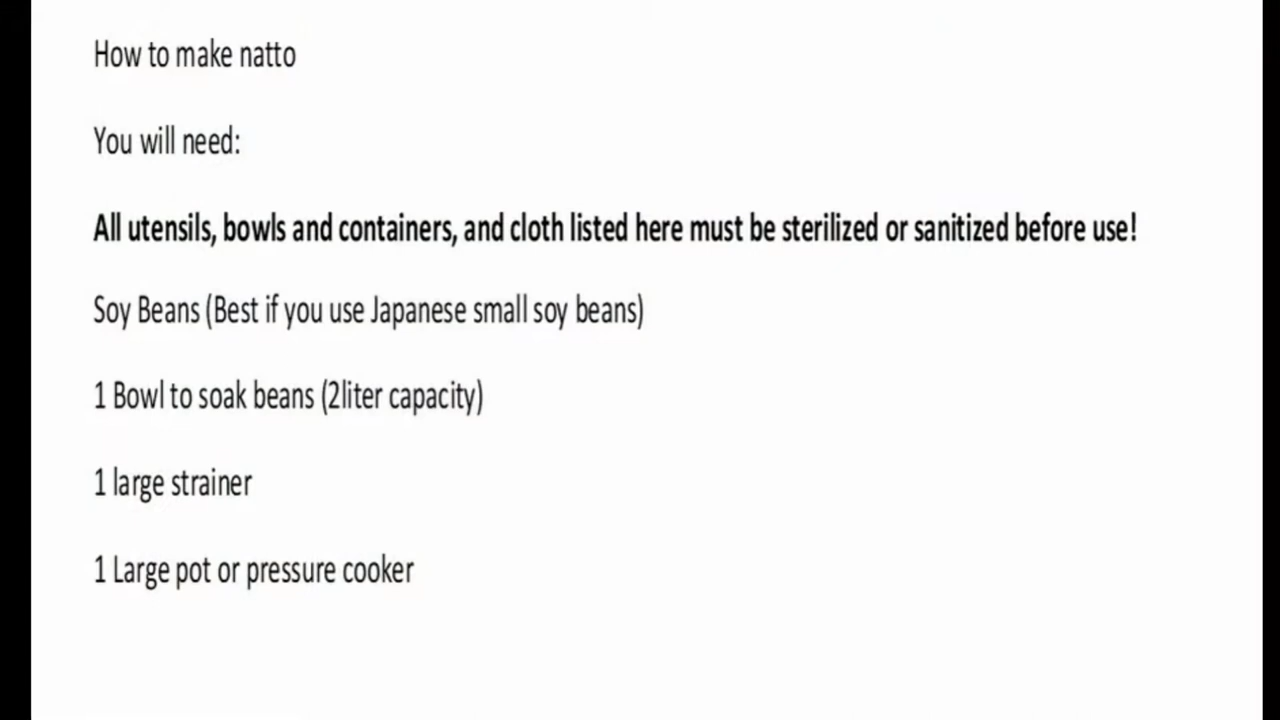 How to make natto
You will need:
All utensils, bowls and containers, and cloth listed here must be sterilized or sanitized before use!
Soy Beans (Best if you use Japanese small soy beans)
1 Bowl to soak beans (2liter capacity)
1 large strainer
1 Large pot or pressure cooker